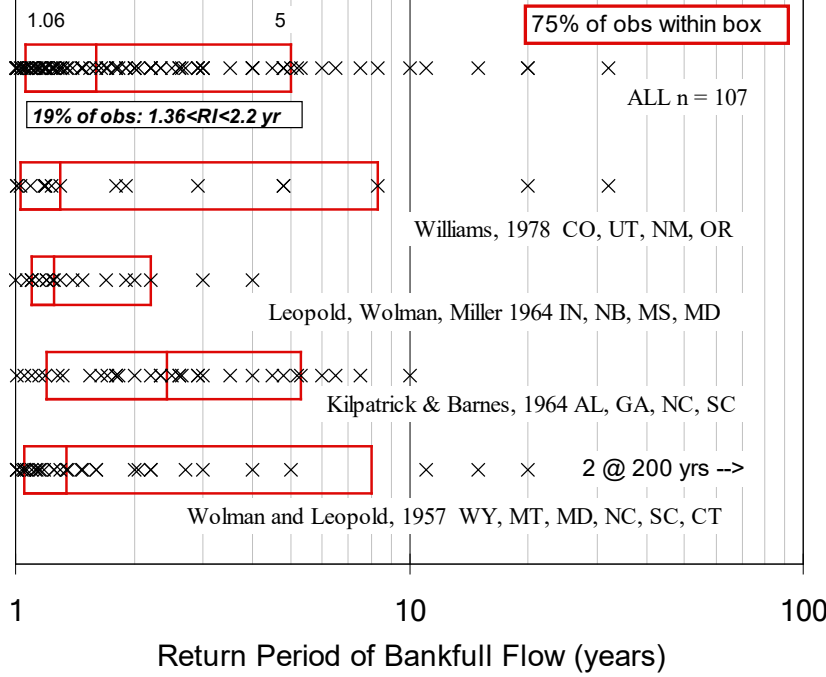 1.06
5
75% of obs within box
ALL n = 107
19% of obs: 1.36<RI<2.2 yr
Williams, 1978 CO, UT, NM, OR
Leopold, Wolman, Miller 1964 IN, NB, MS, MD
Kilpatrick & Barnes, 1964 AL, GA, NC, SC
2 @ 200 yrs -->
Wolman and Leopold, 1957 WY, MT, MD, NC, SC, CT
1
10
100
Return Period of Bankfull Flow (years)